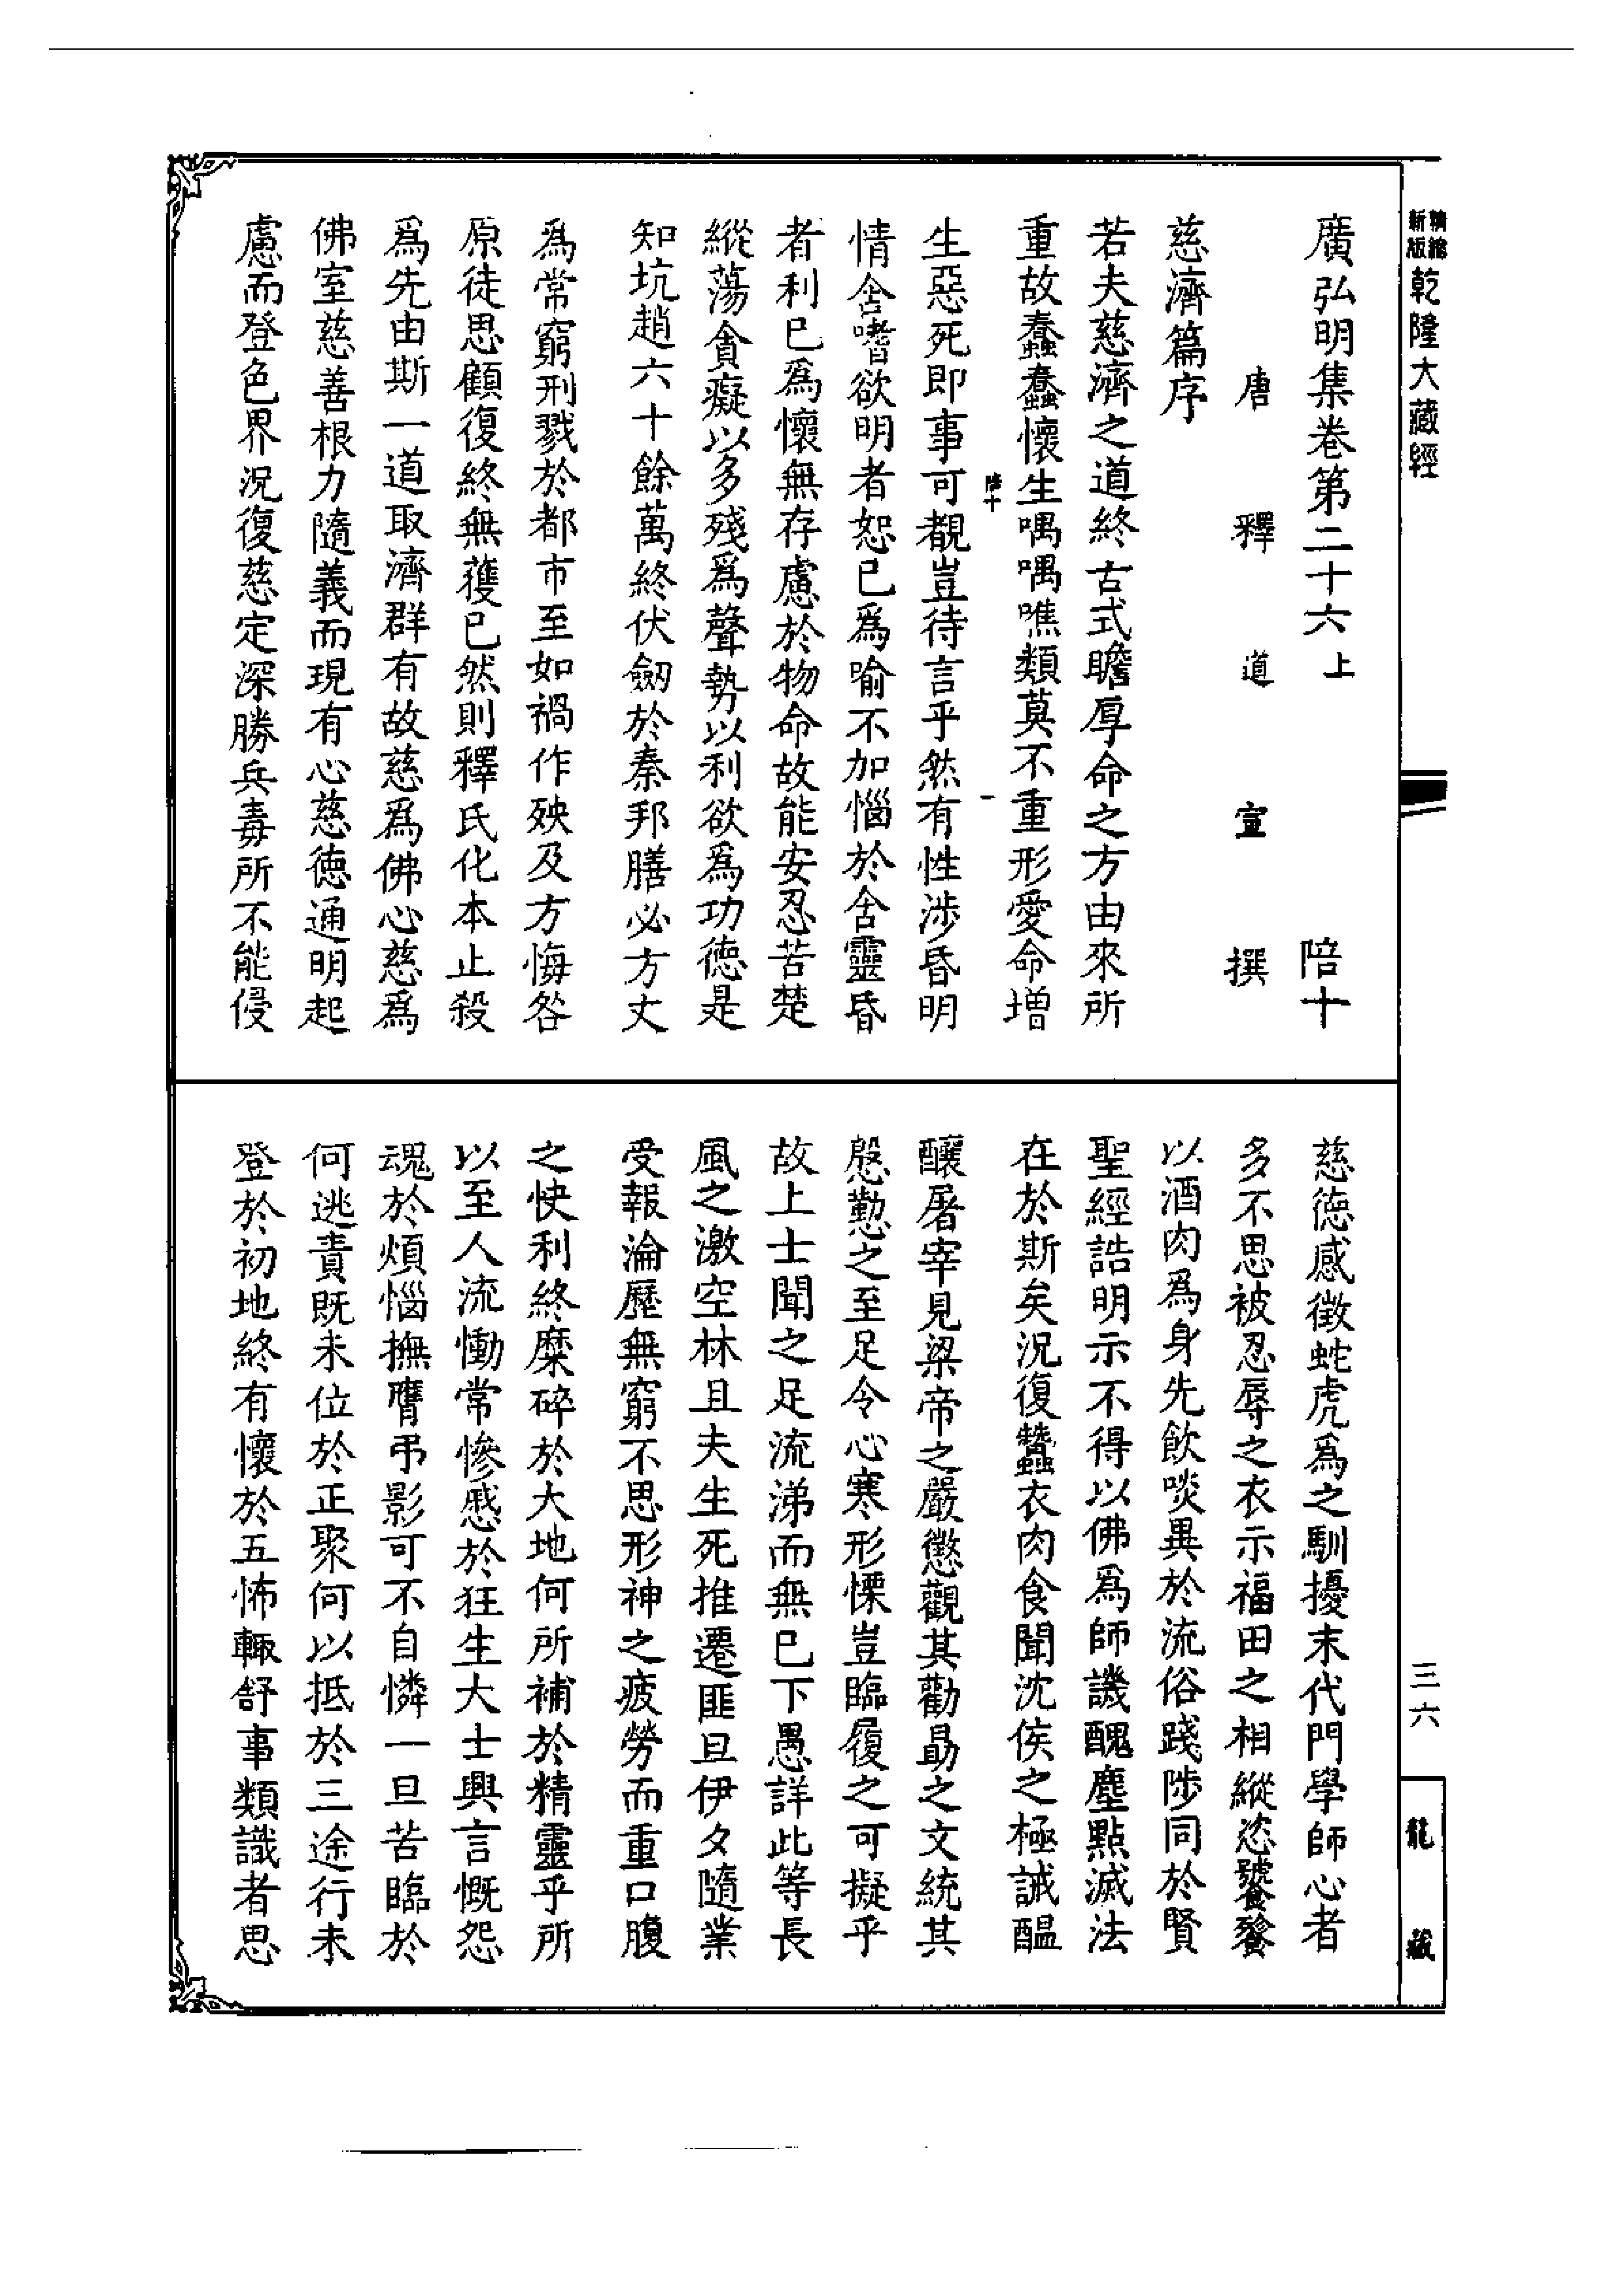 精繪新版乾隆大藏經
三六
龍藏
廣弘明集卷第二十六上 陪十
唐釋道宣撰
慈濟篇序
若夫慈濟之道終古式瞻厚命之方由來所
重故蠢蠢懷生喁喁噍類莫不重形愛命增
陪十 一
生惡死即事可覩豈待言乎然有性涉昏明
情含嗜欲明者恕已為喻不加惱於含靈昏
者利已為懷無存慮於物命故能安忍苦楚
縱蕩貪癡以多殘為聲勢以利欲為功德是
知坑趙六十餘萬終伏劒於秦邦膳必方丈
為常窮刑戮於都市至如禍作殃及方悔咎
原徒思顧復終無獲已然則釋氏化本止殺
為先由斯一道取濟群有故慈為佛心慈為
佛室慈善根力隨義而現有心慈德通明起
慮而登色界況復慈定深勝兵毒所不能侵
慈德感徵蛇虎為之馴擾末代門學師心者
多不思被忍辱之衣示福田之相縱恣饕餮
以酒肉為身先飲啖異於流俗踐陟同於賢
聖經誥明示不得以佛為師譏醜塵點滅法
在於斯矣況復蠶衣肉食聞沈侯之極誡醞
釀屠宰見梁帝之嚴懲觀其勸勗之文統其
慇懃之至足令心寒形慄豈臨履之可擬乎
故上士聞之足流涕而無已下愚詳此等長
風之激空林且夫生死推遷匪旦伊夕隨業
受報淪歷無窮不思形神之疲勞而重口腹
之快利終糜碎於大地何所補於精靈乎所
以至人流慟常慘慼於狂生大士興言慨怨
魂於煩惱撫膺弔影可不自憐一旦苦臨於
何逃責既未位於正聚何以抵於三途行未
登於初地終有懷於五怖輙舒事類識者思